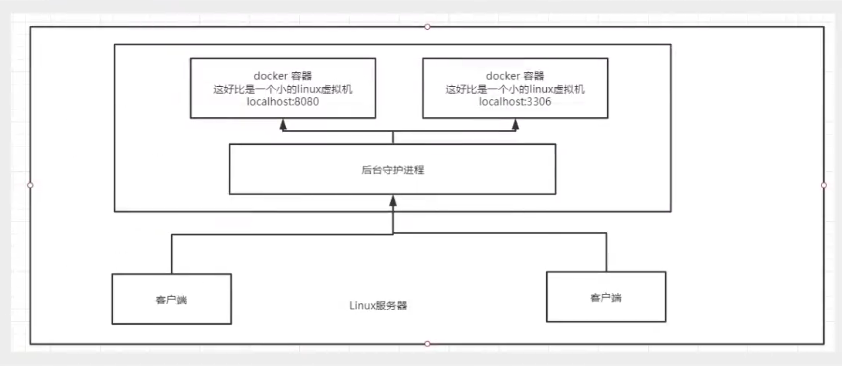 docker 容器
这好比是一个小的linux虚拟机
localhost:8080
docker 容器
这好比是一个小的linux虚拟机
localhost:3306
后台守护进程
客户端
客户端
Linux服务器